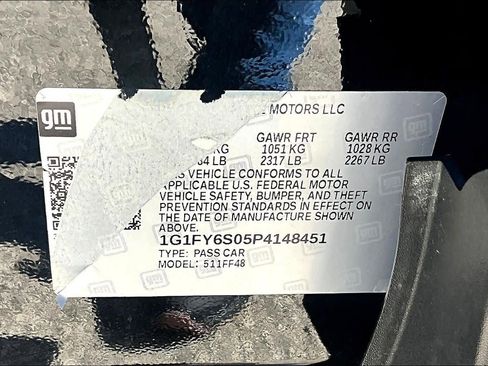 gm
MOTORS LLC
KG GAWR FRT GAWR RR
1051 KG 1028 KG
LB 2317 LB 2267 LB
VEHICLE CONFORMS TO ALL
APPLICABLE U.S. FEDERAL MOTOR
VEHICLE SAFETY, BUMPER, AND THEFT
PREVENTION STANDARDS IN EFFECT ON
THE DATE OF MANUFACTURE SHOWN
ABOVE.
1G1FY6S05P4148451
TYPE: PASS CAR
MODEL: 511FF48